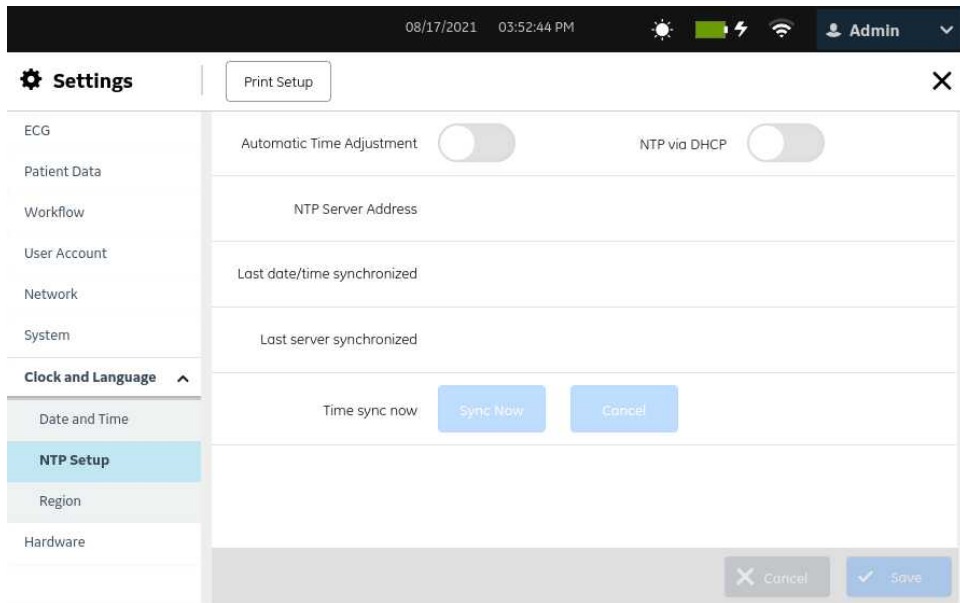 08/17/2021 03:52:44 PM Admin
Settings
Print Setup
ECG
Patient Data
Workflow
User Account
Network
System
Clock and Language
Date and Time
NTP Setup
Region
Hardware
Automatic Time Adjustment
NTP via DHCP
NTP Server Address
Last date/time synchronized
Last server synchronized
Time sync now
Sync Now
Cancel
Cancel
Save